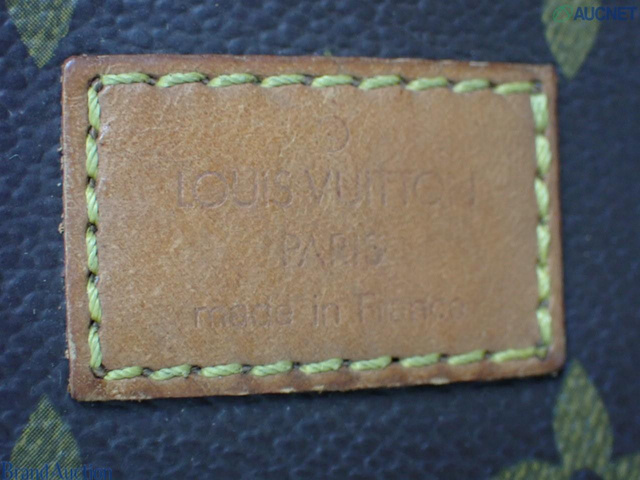 AUCNET
LOUIS VUITTON
PARIS
made in France
Brand Auction